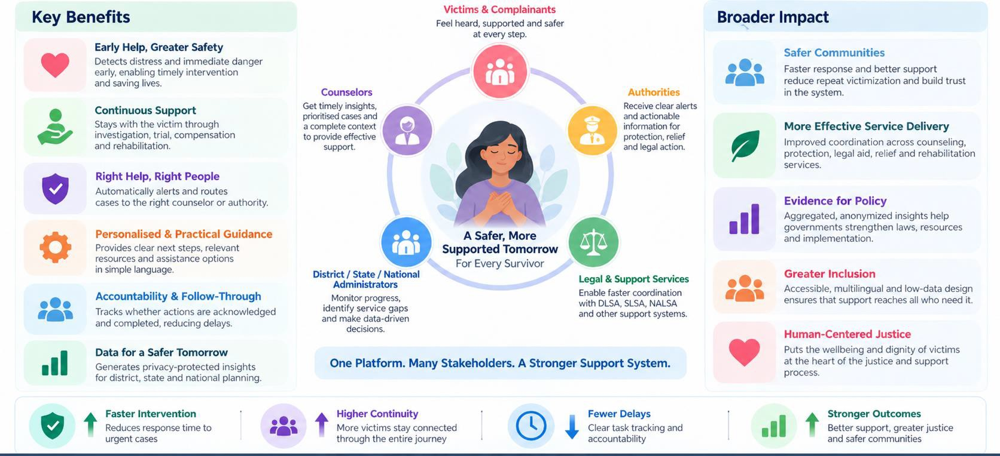 Key Benefits
Early Help, Greater Safety
Detects distress and immediate danger
early, enabling timely intervention
and saving lives.
Continuous Support
Stays with the victim through
investigation, trial, compensation
and rehabilitation.
Right Help, Right People
Automatically alerts and routes
cases to the right counselor or authority.
Personalised & Practical Guidance
Provides clear next steps, relevant
resources and assistance options
in simple language.
Accountability & Follow-Through
Tracks whether actions are acknowledged
and completed, reducing delays.
Data for a Safer Tomorrow
Generates privacy-protected insights
for district, state and national planning.
Victims & Complainants
Feel heard, supported and safer
at every step.
Counselors
Get timely insights,
prioritised cases and
a complete context
to provide effective
support.
Authorities
Receive clear alerts
and actionable
information for
protection, relief
and legal action.
A Safer, More
Supported Tomorrow
For Every Survivor
District / State / National
Administrators
Monitor progress,
identify service gaps
and make data-driven
decisions.
Legal & Support Services
Enable faster coordination
with DLSA, SLSA, NALSA
and other support systems.
One Platform. Many Stakeholders. A Stronger Support System.
Broader Impact
Safer Communities
Faster response and better support
reduce repeat victimization and build trust
in the system.
More Effective Service Delivery
Improved coordination across counseling,
protection, legal aid, relief and rehabilitation
services.
Evidence for Policy
Aggregated, anonymized insights help
governments strengthen laws, resources
and implementation.
Greater Inclusion
Accessible, multilingual and low-data design
ensures that support reaches all who need it.
Human-Centered Justice
Puts the wellbeing and dignity of victims
at the heart of the justice and support
process.
Faster Intervention
Reduces response time to
urgent cases
Higher Continuity
More victims stay connected
through the entire journey
Fewer Delays
Clear task tracking and
accountability
Stronger Outcomes
Better support, greater justice
and safer communities